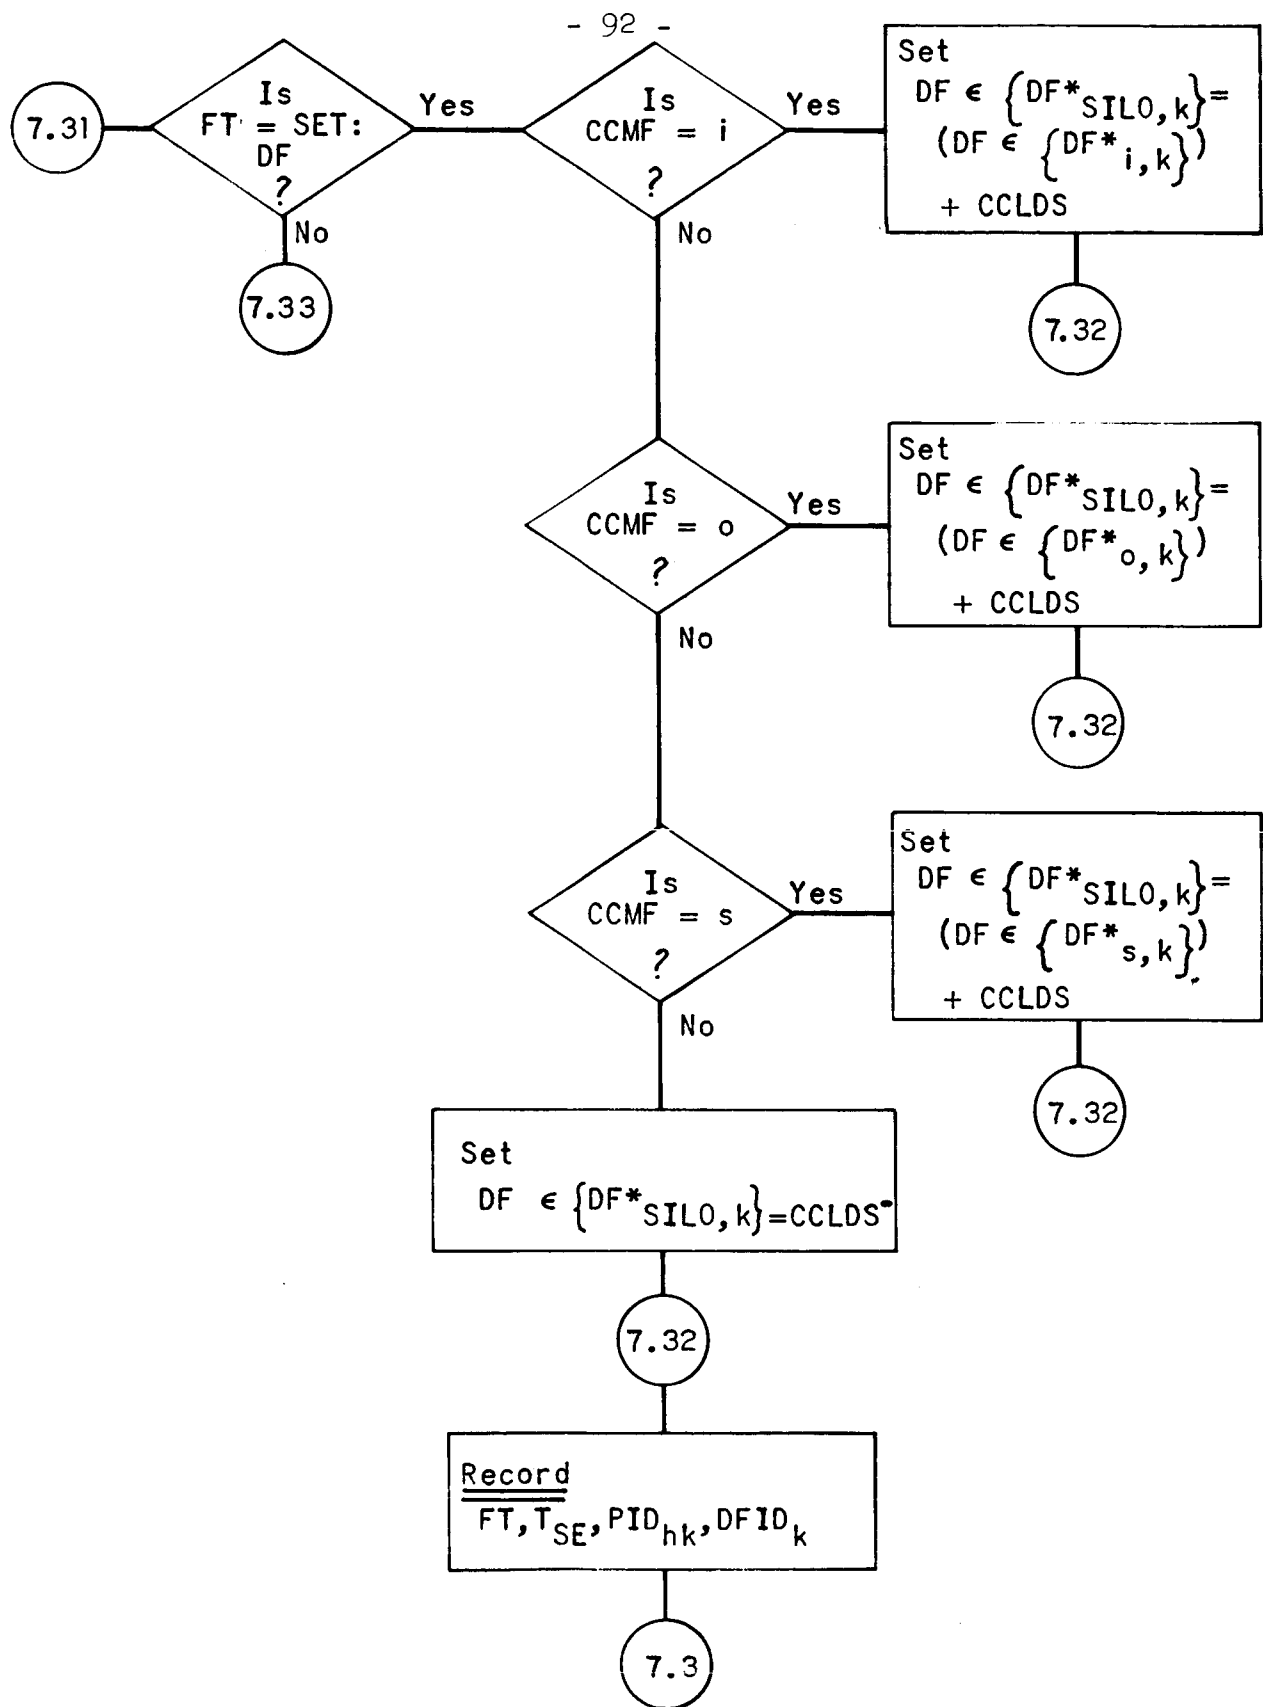 - 92 -
7.31
Is
FT = SET:
DF
?
Yes
No
7.33
Is
CCMF = i
?
Yes
No
Set
DF ϵ {DF*SILO,k}=
(DF ϵ {DF*i,k})
+ CCLDS
7.32
Is
CCMF = o
?
Yes
No
Set
DF ϵ {DF*SILO,k}=
(DF ϵ {DF*o,k})
+ CCLDS
7.32
Is
CCMF = s
?
Yes
No
Set
DF ϵ {DF*SILO,k}=
(DF ϵ {DF*s,k})
+ CCLDS
7.32
Set
DF ϵ {DF*SILO,k}=CCLDS
7.32
Record
FT,TSE,PIDhk,DFIDk
7.3